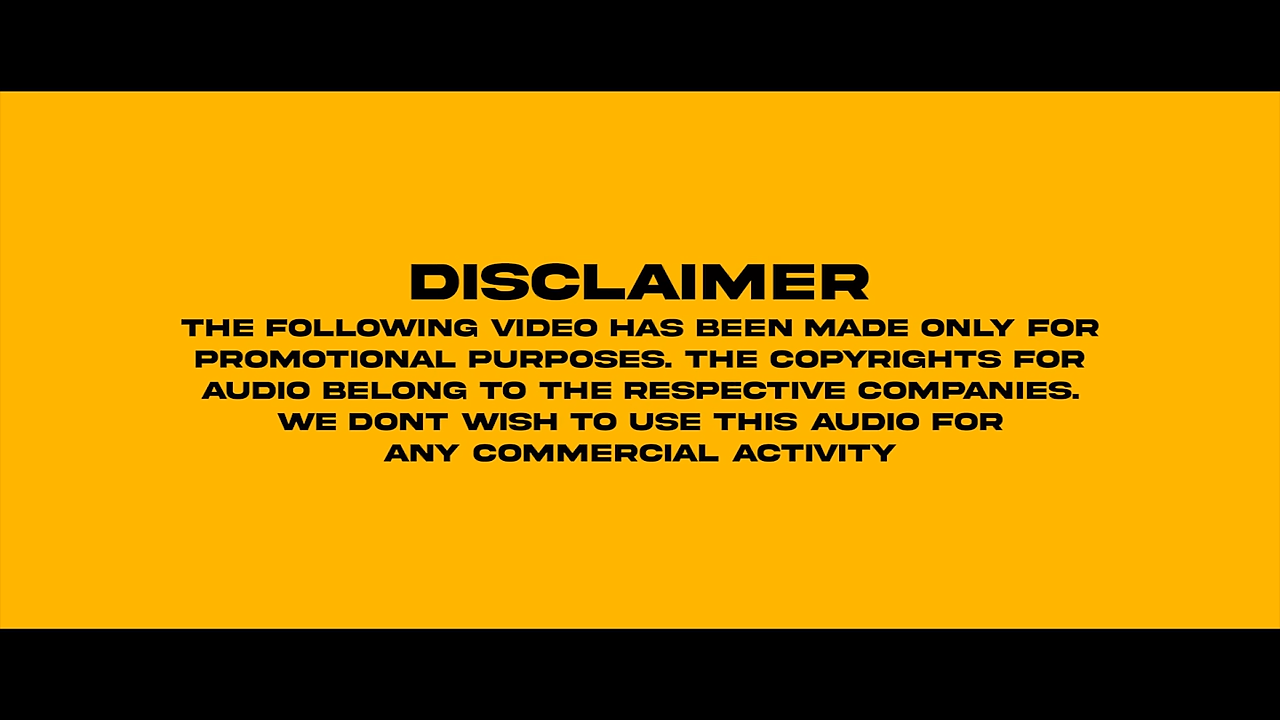 DISCLAIMER
THE FOLLOWING VIDEO HAS BEEN MADE ONLY FOR
PROMOTIONAL PURPOSES. THE COPYRIGHTS FOR
AUDIO BELONG TO THE RESPECTIVE COMPANIES.
WE DONT WISH TO USE THIS AUDIO FOR
ANY COMMERCIAL ACTIVITY